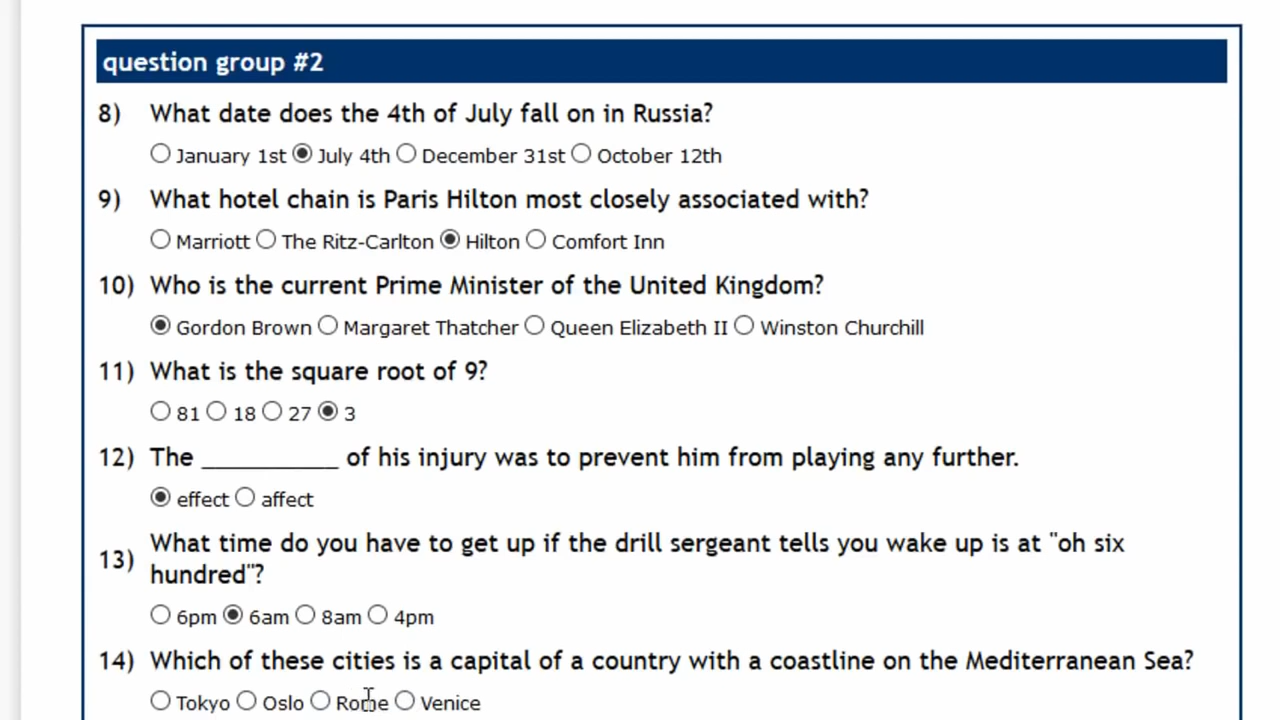 question group #2
8) What date does the 4th of July fall on in Russia?
January 1st July 4th December 31st October 12th
9) What hotel chain is Paris Hilton most closely associated with?
Marriott The Ritz-Carlton Hilton Comfort Inn
10) Who is the current Prime Minister of the United Kingdom?
Gordon Brown Margaret Thatcher Queen Elizabeth II Winston Churchill
11) What is the square root of 9?
81 18 27 3
12) The __________ of his injury was to prevent him from playing any further.
effect affect
13) What time do you have to get up if the drill sergeant tells you wake up is at "oh six
hundred"?
6pm 6am 8am 4pm
14) Which of these cities is a capital of a country with a coastline on the Mediterranean Sea?
Tokyo Oslo Rome Venice